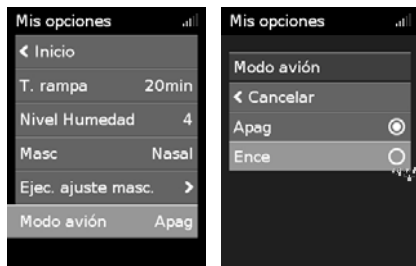 Mis opciones
< Inicio
T. rampa 20min
Nivel Humedad 4
Masc Nasal
Ejec. ajuste masc. >
Modo avión Apag
Mis opciones
Modo avión
< Cancelar
Apag
Ence